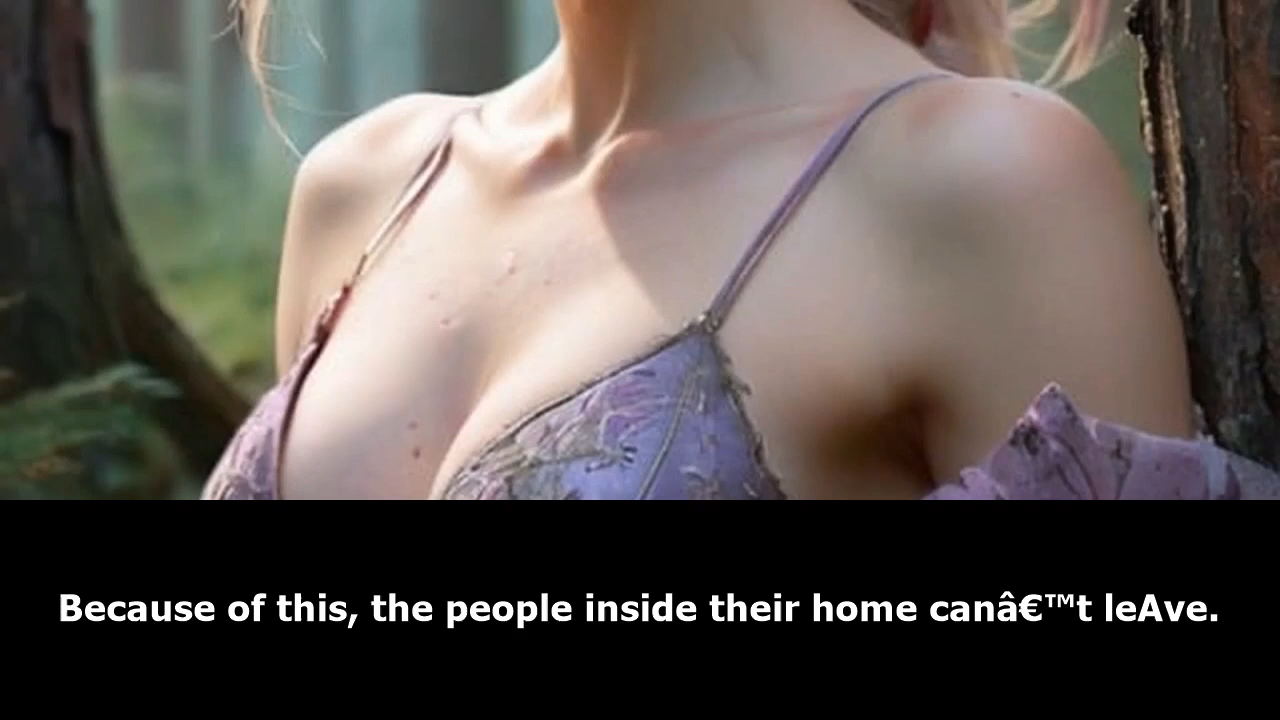 Because of this, the people inside their home canâ€™t leAve.